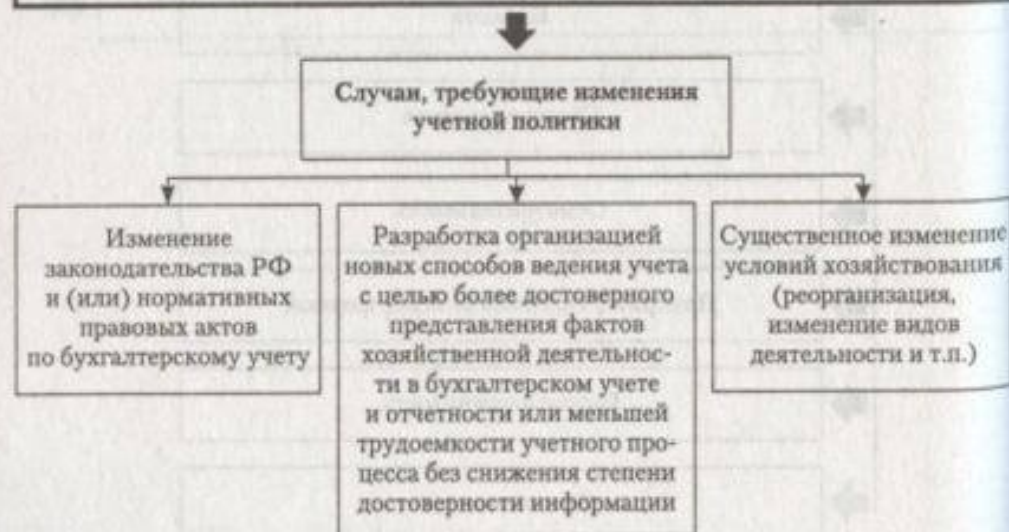 Случаи, требующие изменения
учетной политики
Изменение
законодательства РФ
и (или) нормативных
правовых актов
по бухгалтерскому учету
Разработка организацией
новых способов ведения учета
с целью более достоверного
представления фактов
хозяйственной деятельнос-
ти в бухгалтерском учете
и отчетности или меньшей
трудоемкости учетного про-
цесса без снижения степени
достоверности информации
Существенное изменение
условий хозяйствования
(реорганизация,
изменение видов
деятельности и т.п.)